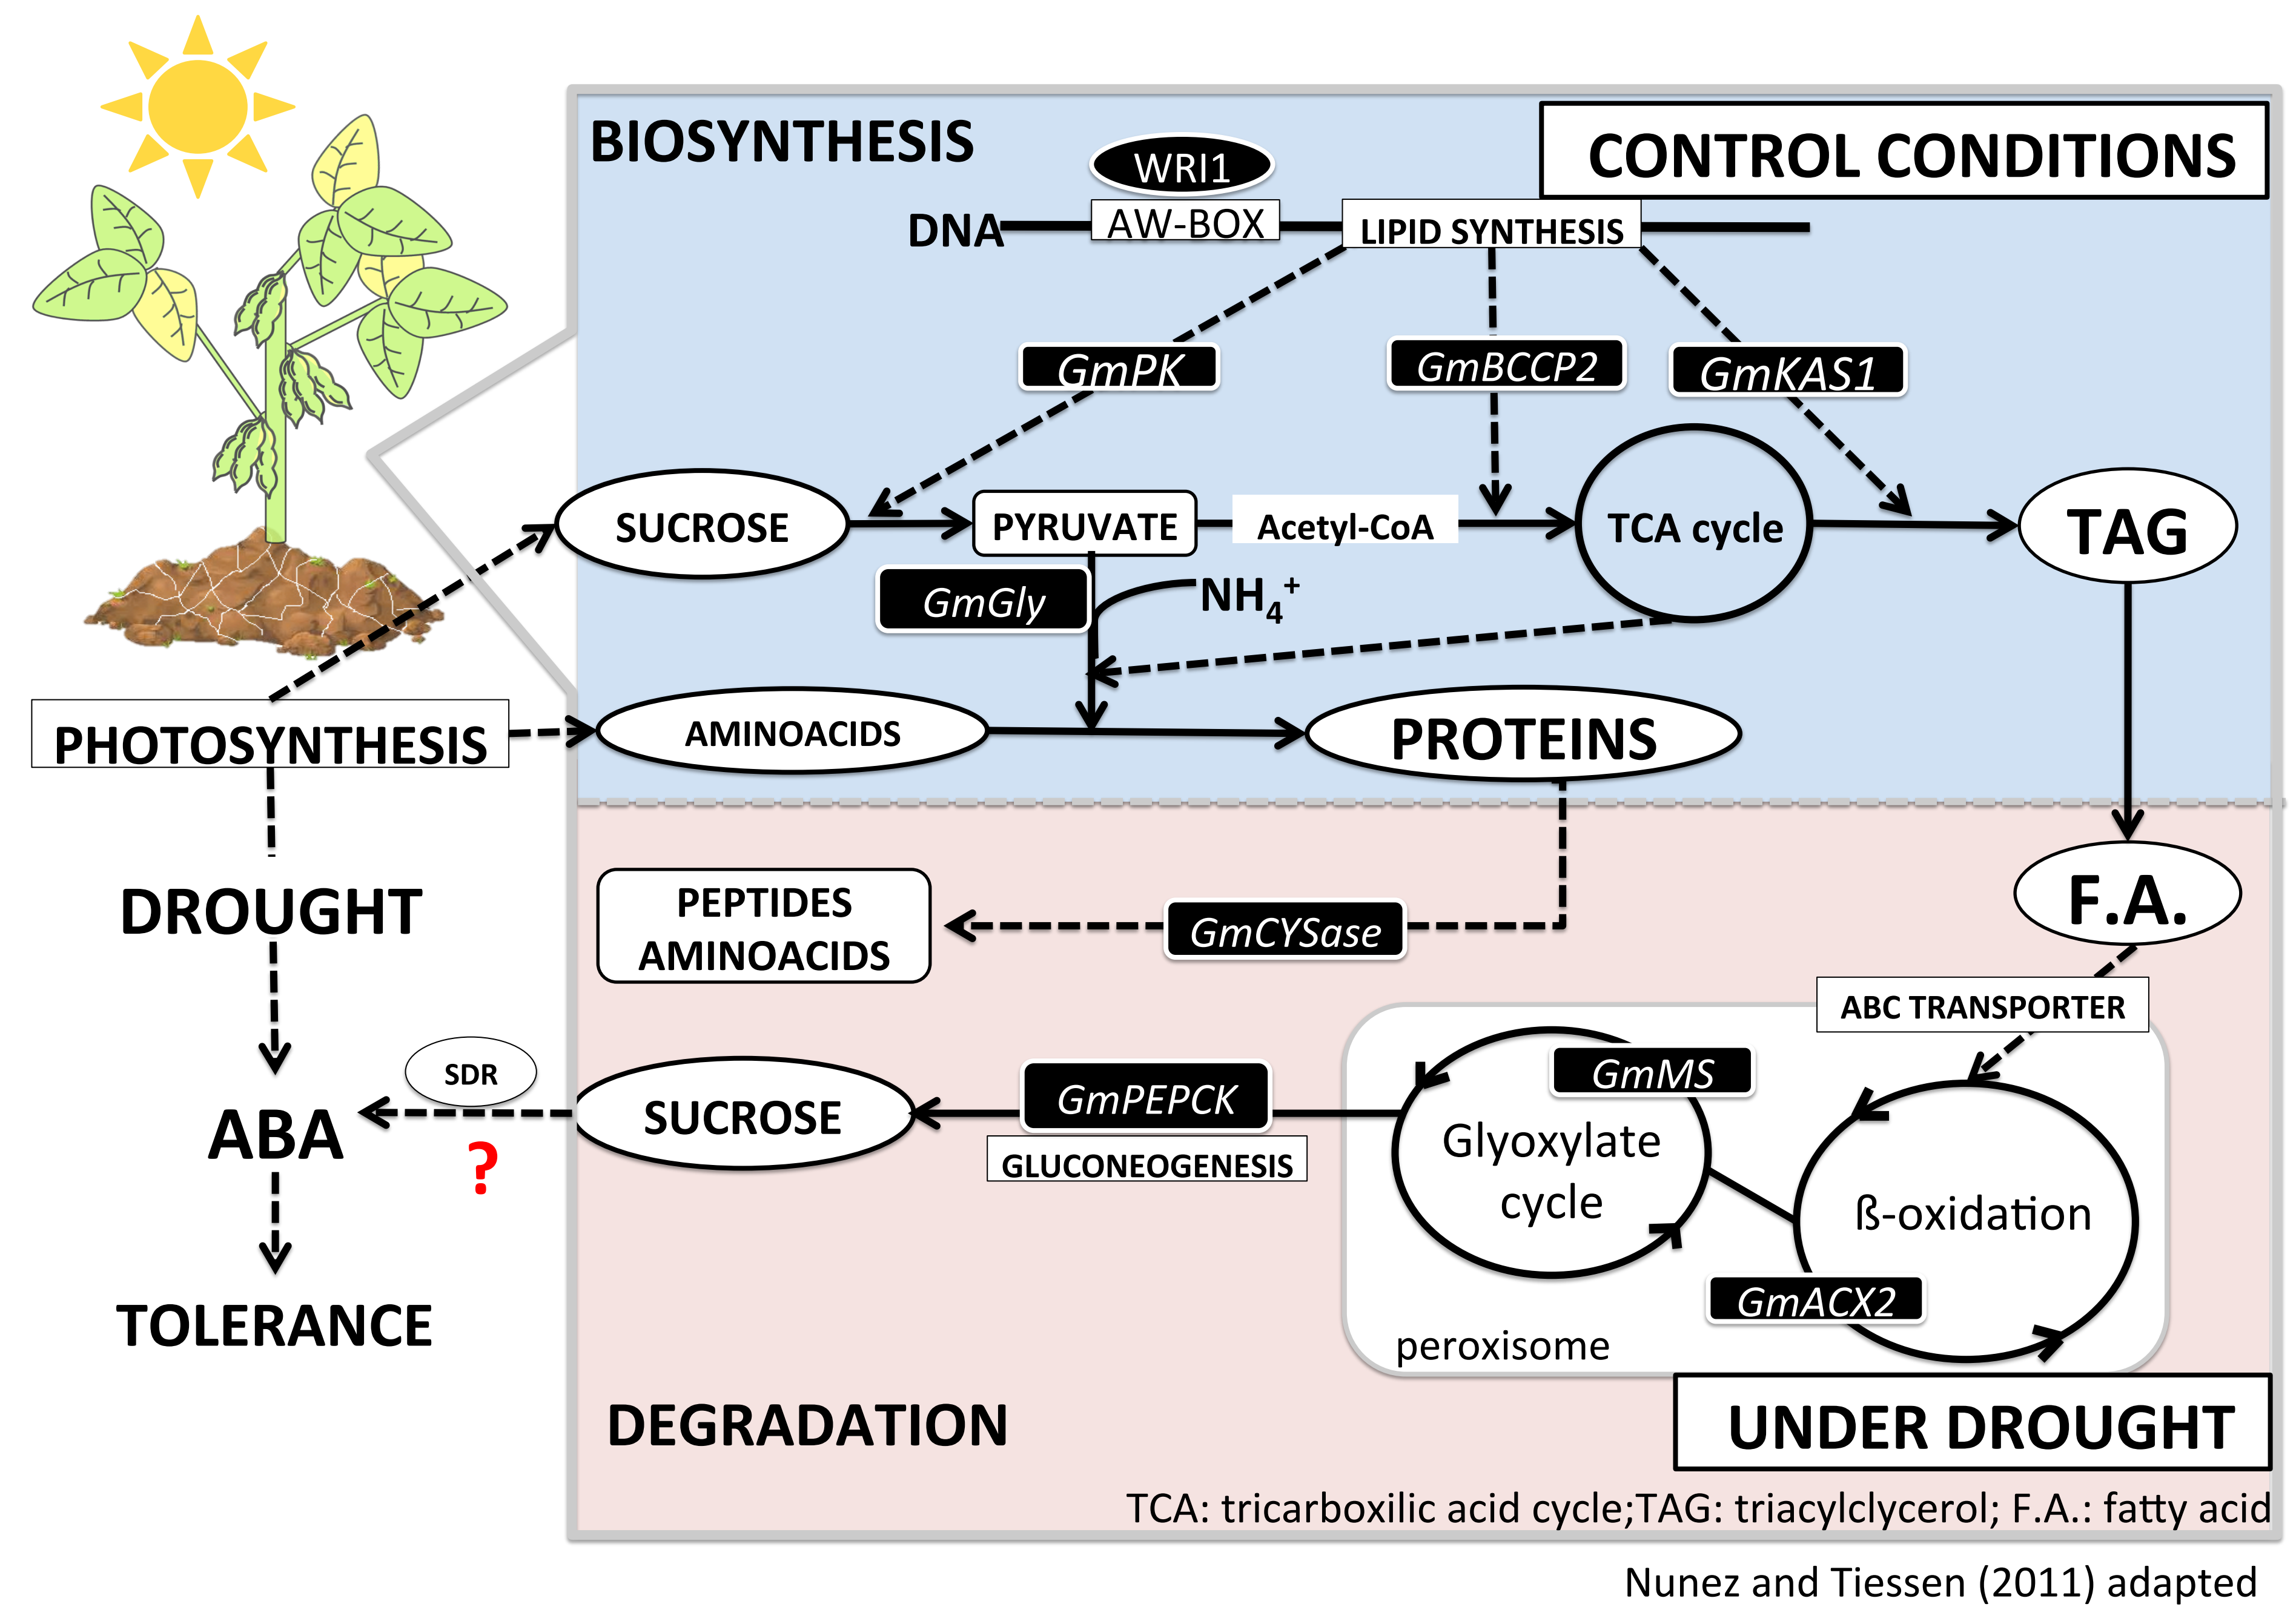 BIOSYNTHESIS
CONTROL CONDITIONS
WRI1
DNA
AW-BOX
LIPID SYNTHESIS
GmPK
GmBCCP2
GmKAS1
SUCROSE
PYRUVATE
Acetyl-CoA
TCA cycle
TAG
GmGly
NH₄⁺
PHOTOSYNTHESIS
AMINOACIDS
PROTEINS
DROUGHT
PEPTIDES
AMINOACIDS
GmCYSase
F.A.
ABC TRANSPORTER
SDR
ABA
?
SUCROSE
GmPEPCK
GLUCONEOGENESIS
GmMS
Glyoxylate
cycle
ß-oxidation
GmACX2
peroxisome
TOLERANCE
DEGRADATION
UNDER DROUGHT
TCA: tricarboxilic acid cycle;TAG: triacylclycerol; F.A.: fatty acid
Nunez and Tiessen (2011) adapted